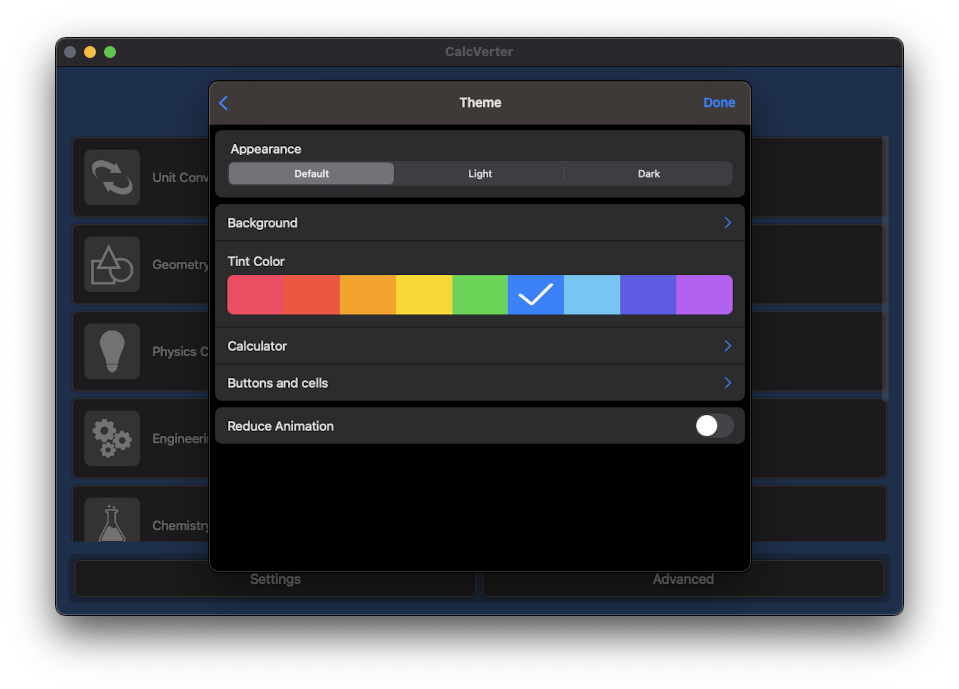 CalcVerter
Theme
Done
Appearance
Default
Light
Dark
Background
Tint Color
Calculator
Buttons and cells
Reduce Animation
Unit Conv
Geometry
Physics C
Engineeri
Chemistry
Settings
Advanced